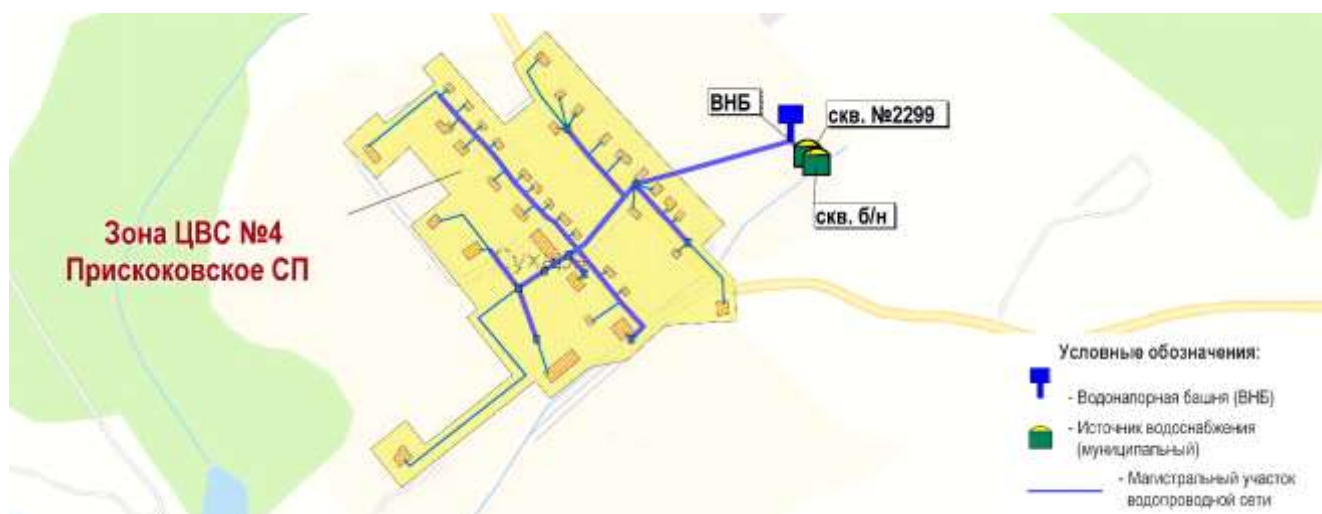 ВНБ
скв. №2299
скв. б/н
Зона ЦВС №4
Прискоковское СП
Условные обозначения:
- Водонапорная башня (ВНБ)
- Источник водоснабжения
(муниципальный)
- Магистральный участок
водопроводной сети